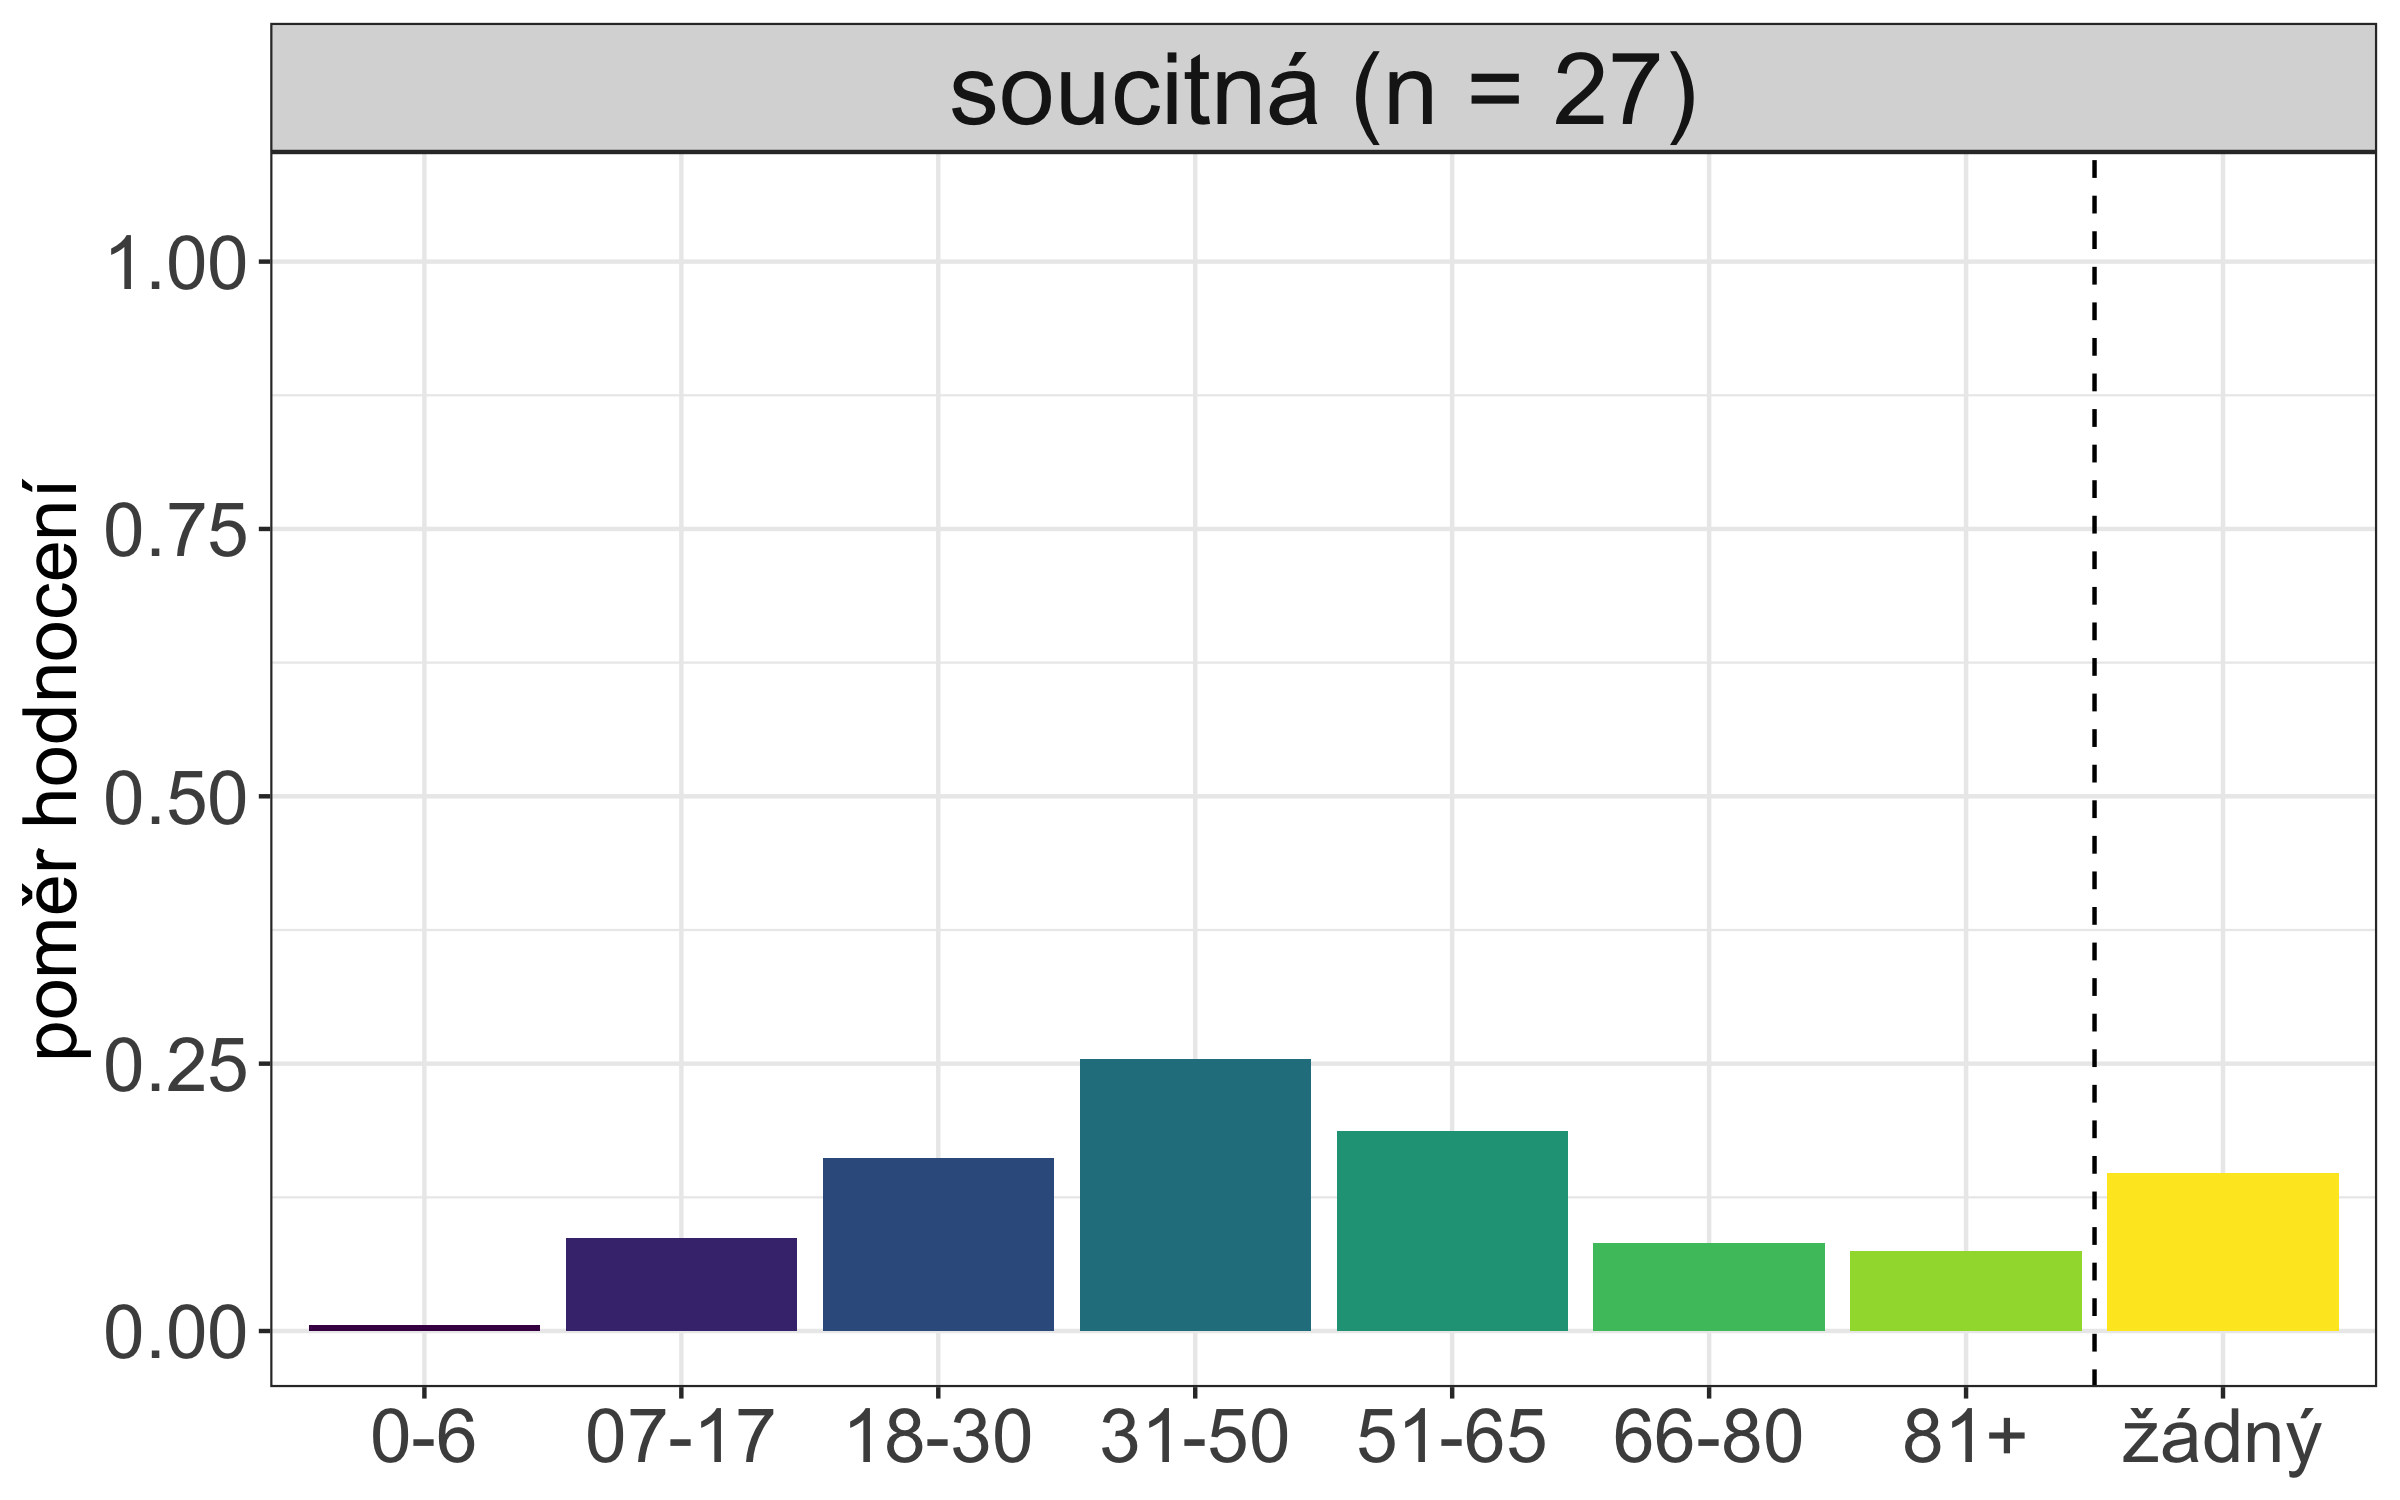 soucitná (n = 27)
poměr hodnocení
1.00
0.75
0.50
0.25
0.00
0-6 07-17 18-30 31-50 51-65 66-80 81+ žádný